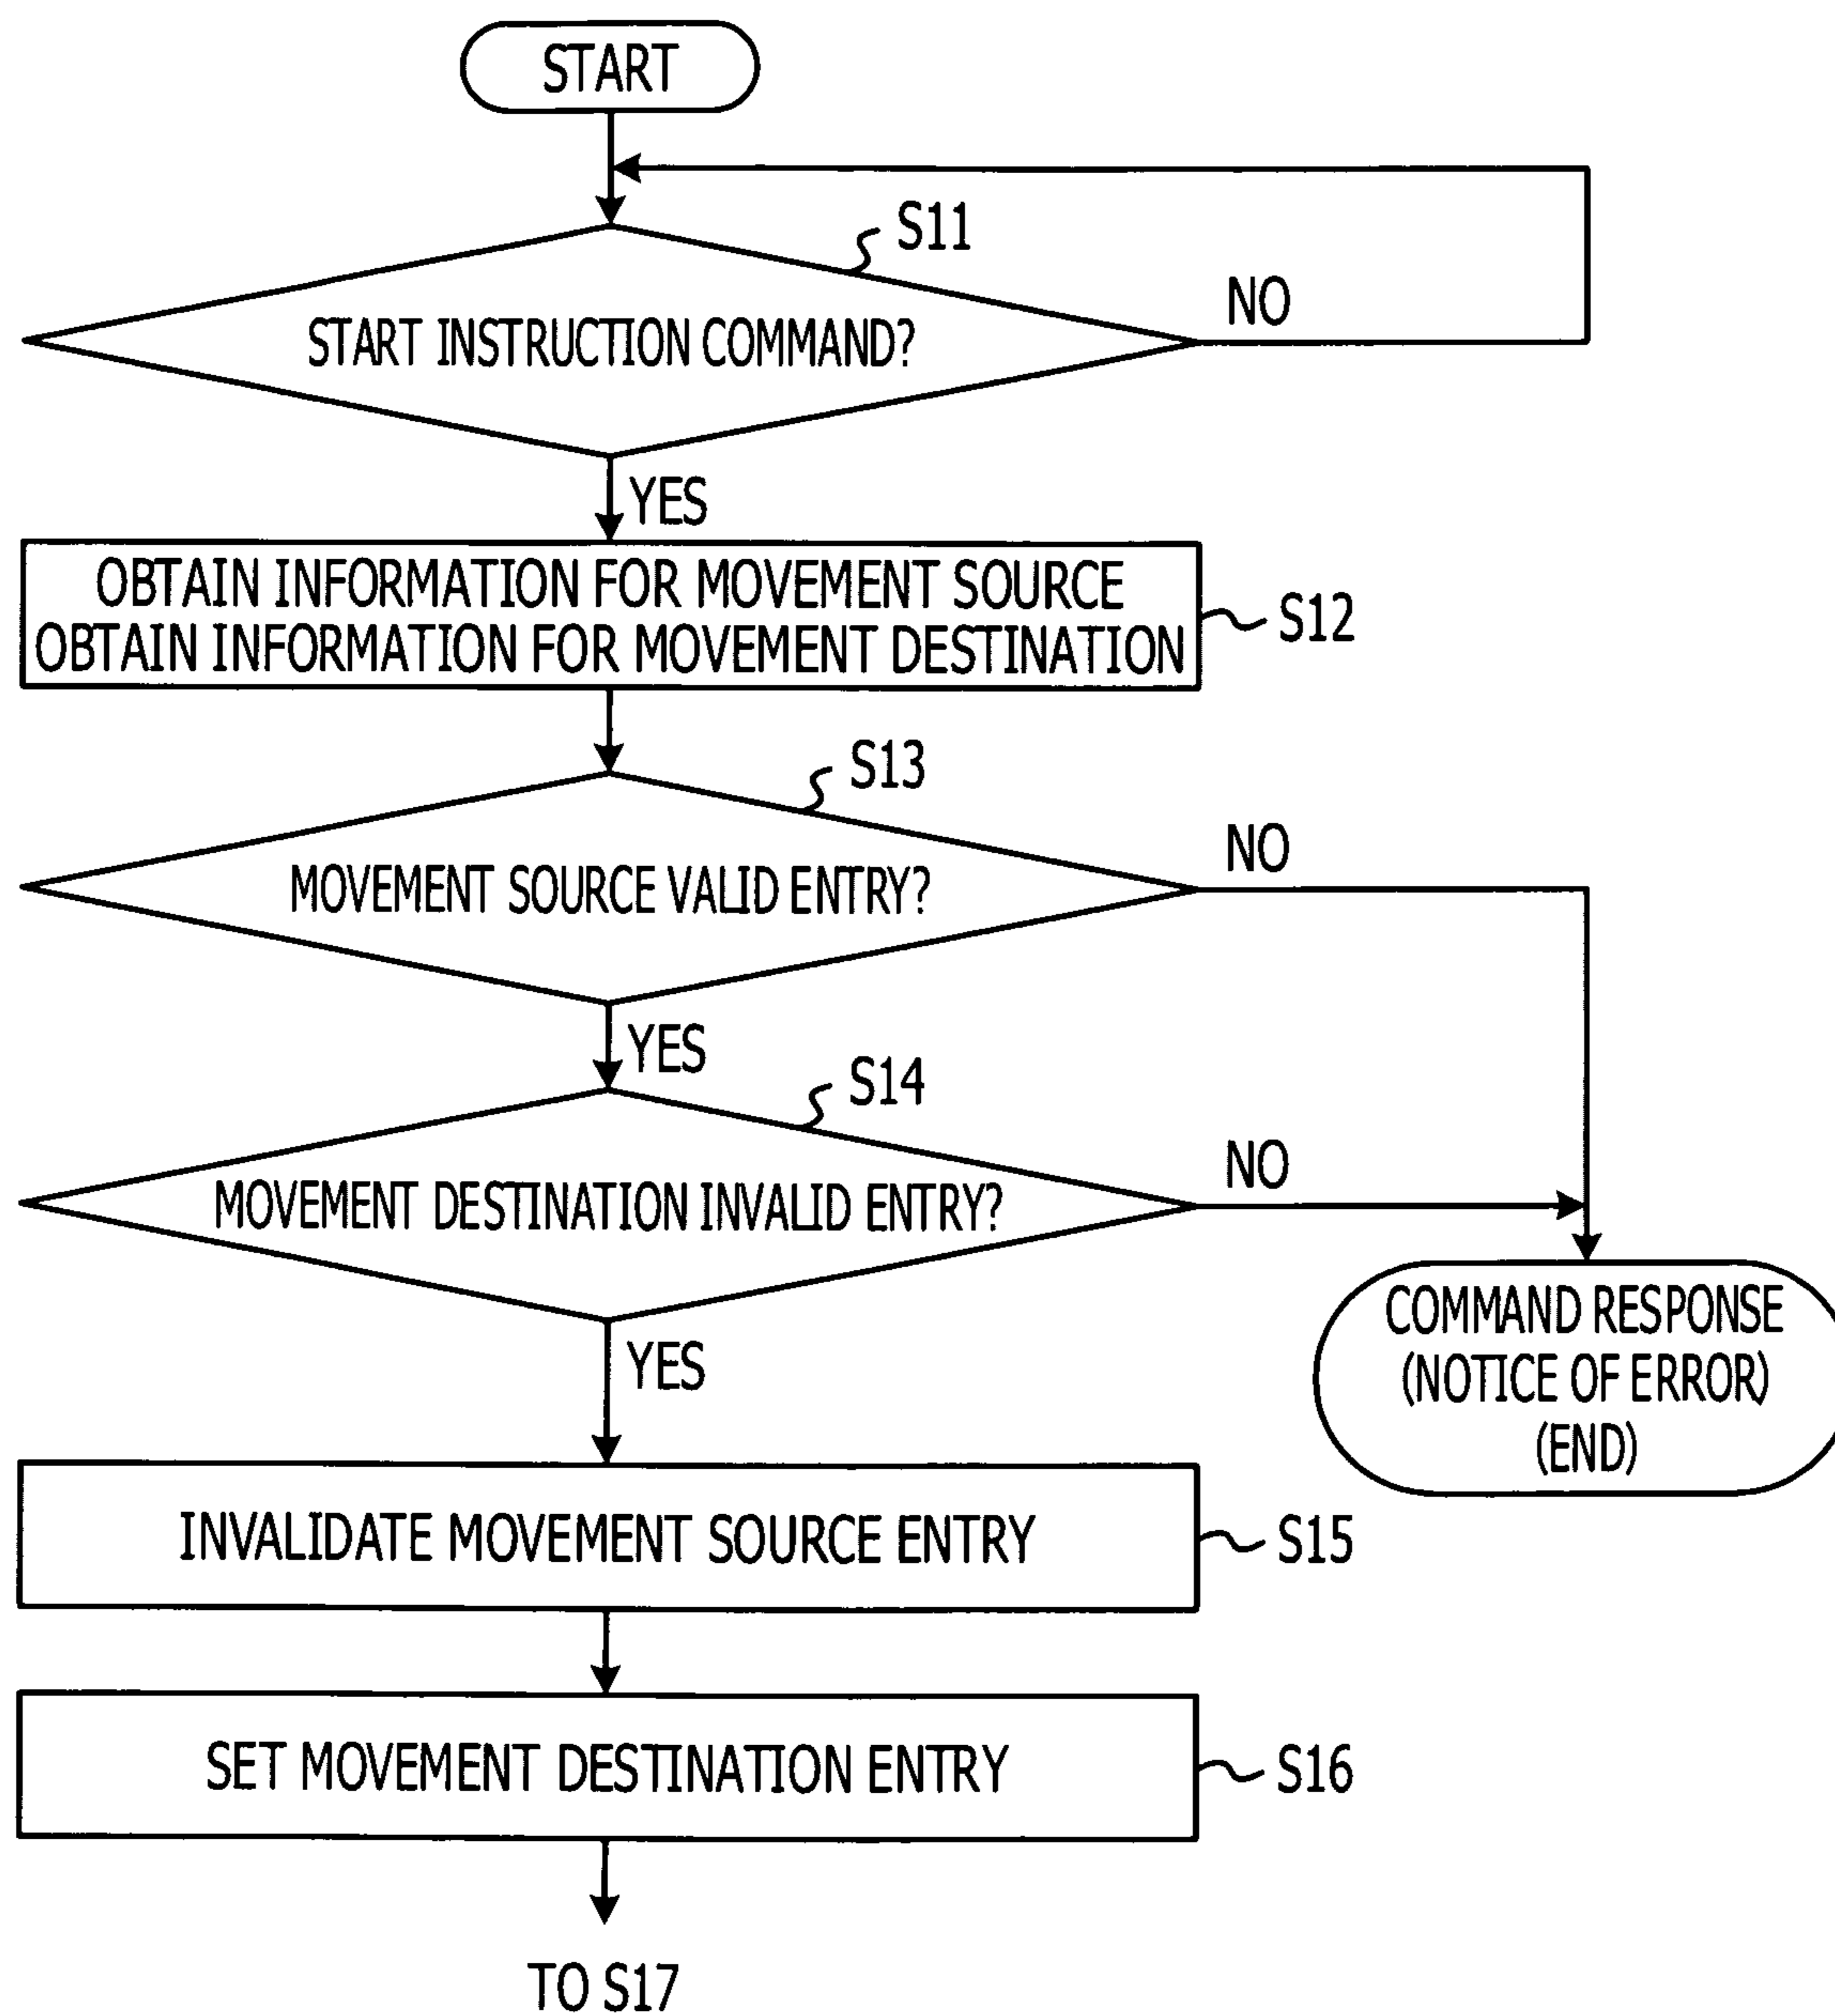 START
S11
START INSTRUCTION COMMAND?
NO
YES
OBTAIN INFORMATION FOR MOVEMENT SOURCE
OBTAIN INFORMATION FOR MOVEMENT DESTINATION
S12
S13
MOVEMENT SOURCE VALID ENTRY?
NO
YES
S14
MOVEMENT DESTINATION INVALID ENTRY?
NO
YES
COMMAND RESPONSE
(NOTICE OF ERROR)
(END)
INVALIDATE MOVEMENT SOURCE ENTRY
S15
SET MOVEMENT DESTINATION ENTRY
S16
TO S17